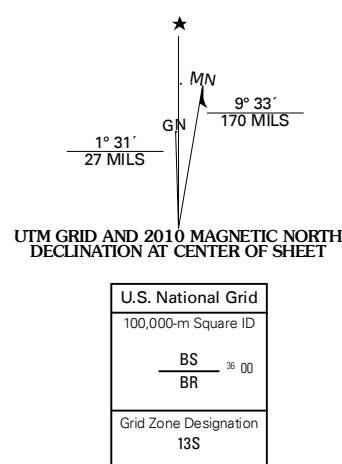 MN
GN
9° 33´
170 MILS
1° 31´
27 MILS
UTM GRID AND 2010 MAGNETIC NORTH
DECLINATION AT CENTER OF SHEET
U.S. National Grid
100,000-m Square ID
BS
36 00
BR
Grid Zone Designation
13S